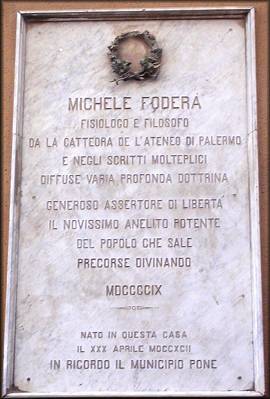 MICHELE FODERÀ
FISIOLOGO E FILOSOFO
DA LA CATTEDRA DE L'ATENEO DI PALERMO
E NEGLI SCRITTI MOLTEPLICI
DIFFUSE VARIA PROFONDA DOTTRINA
GENEROSO ASSERTORE DI LIBERTÀ
IL NOVISSIMO ANELITO POTENTE
DEL POPOLO CHE SALE
PRECORSE DIVINANDO
MDCCCCIX
NATO IN QUESTA CASA
IL XXX APRILE MDCCXCII
IN RICORDO IL MUNICIPIO PONE